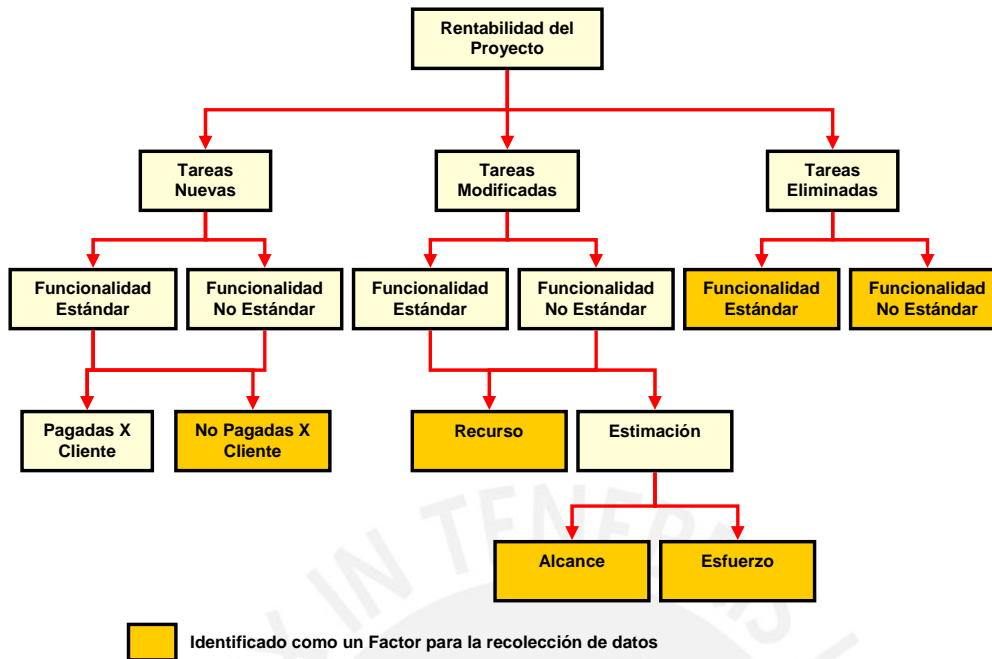 Rentabilidad del
Proyecto
Tareas
Nuevas
Tareas
Modificadas
Tareas
Eliminadas
Funcionalidad
Estándar
Funcionalidad
No Estándar
Funcionalidad
Estándar
Funcionalidad
No Estándar
Funcionalidad
Estándar
Funcionalidad
No Estándar
Pagadas X
Cliente
No Pagadas X
Cliente
Recurso
Estimación
Alcance
Esfuerzo
Identificado como un Factor para la recolección de datos